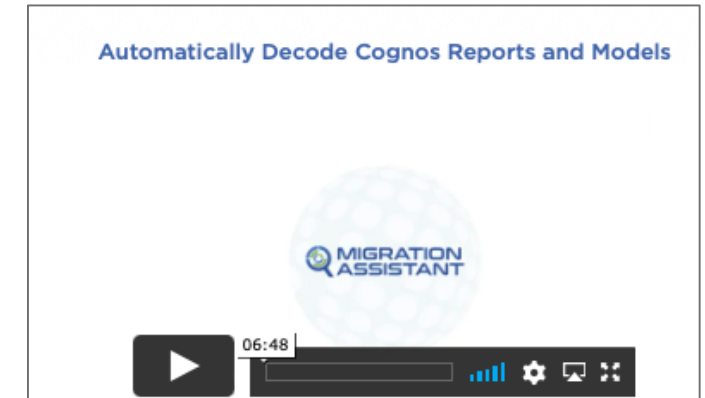 Automatically Decode Cognos Reports and Models
MIGRATION
ASSISTANT
06:48